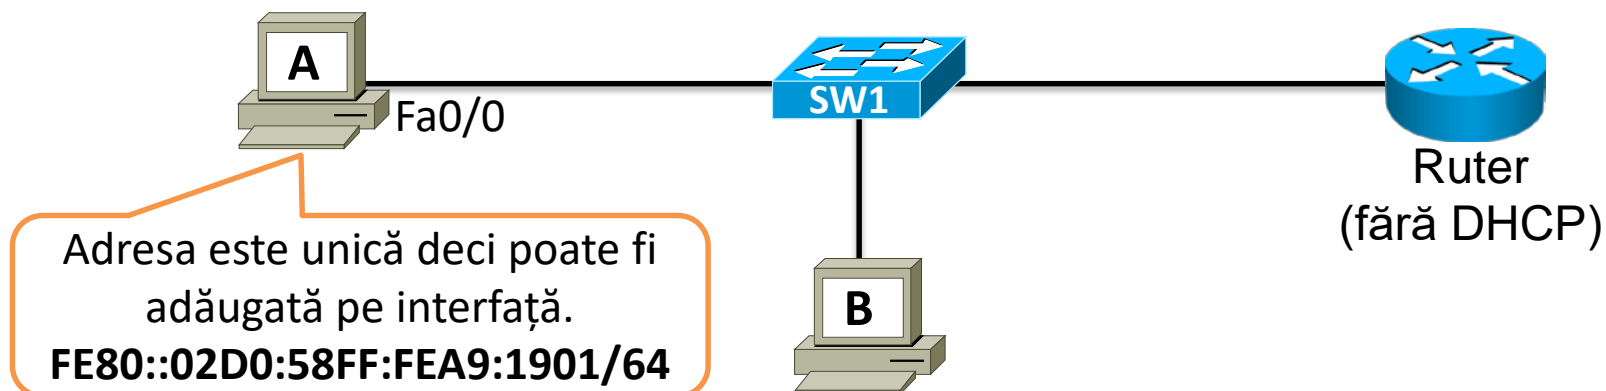 A
Fa0/0
SW1
Ruter
(fără DHCP)
Adresa este unică deci poate fi
adăugată pe interfață.
FE80::02D0:58FF:FEA9:1901/64
B